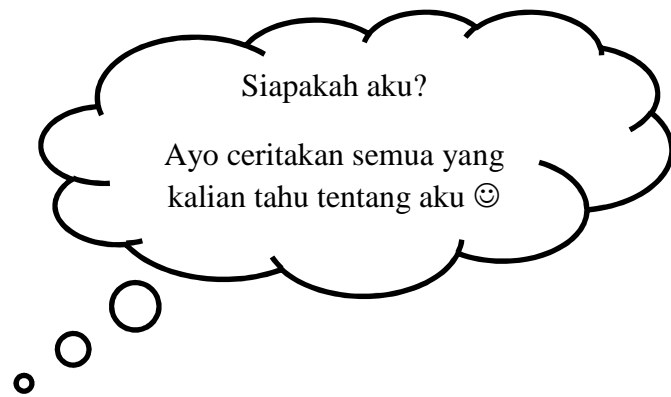 Siapakah aku?
Ayo ceritakan semua yang
kalian tahu tentang aku ☺